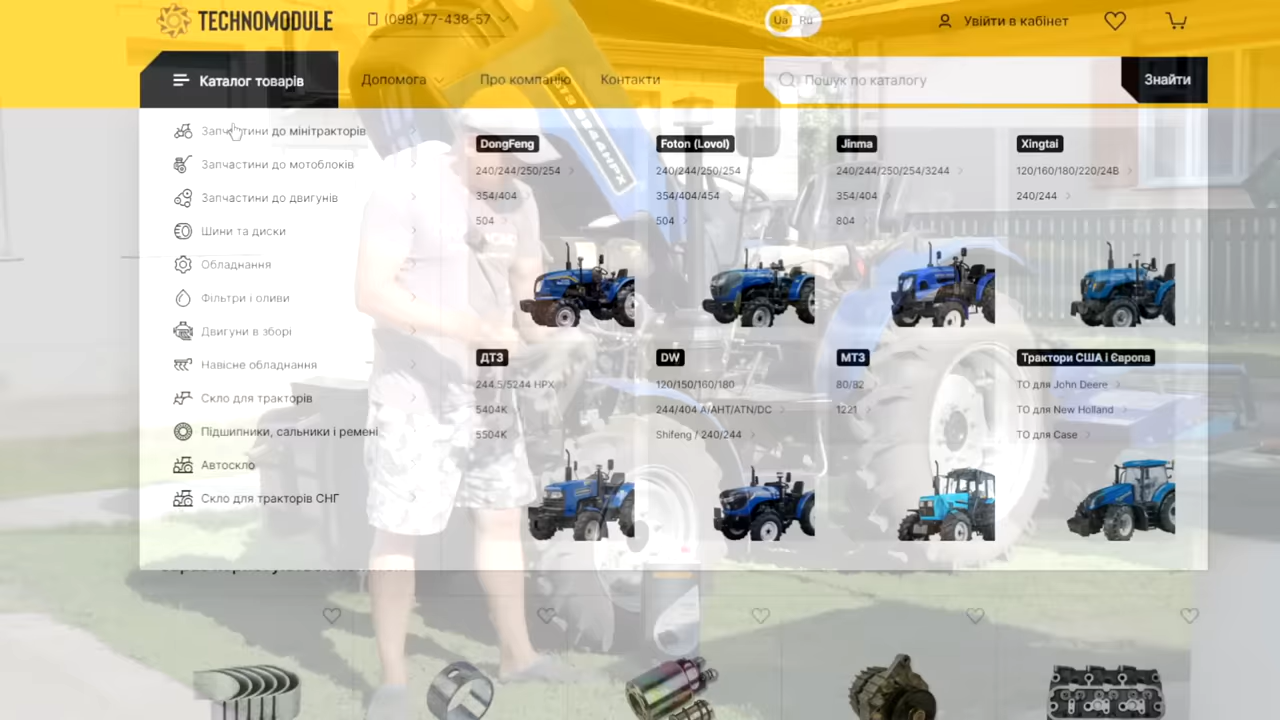 TECHNOMODULE
(098) 77-438-57
Ua Ru
Увійти в кабінет
Каталог товарів
Допомога
Про компанію
Контакти
Пошук по каталогу
Знайти
Запчастини до мінітракторів
Запчастини до мотоблоків
Запчастини до двигунів
Шини та диски
Обладнання
Фільтри і оливи
Двигуни в зборі
Навісне обладнання
Скло для тракторів
Підшипники, сальники і ремені
Автоскло
Скло для тракторів СНГ
DongFeng
240/244/250/254
354/404
504
Foton (Lovol)
240/244/250/254
354/404/454
504
Jinma
240/244/250/254/3244
354/404
804
Xingtai
120/160/180/220/24B
240/244
ДТЗ
244.5/5244 HPX
5404K
5504K
DW
120/150/160/180
244/404 A/AHT/ATN/DC
Shifeng / 240/244
МТЗ
80/82
1221
Трактори США і Європа
ТО для John Deere
ТО для New Holland
ТО для Case